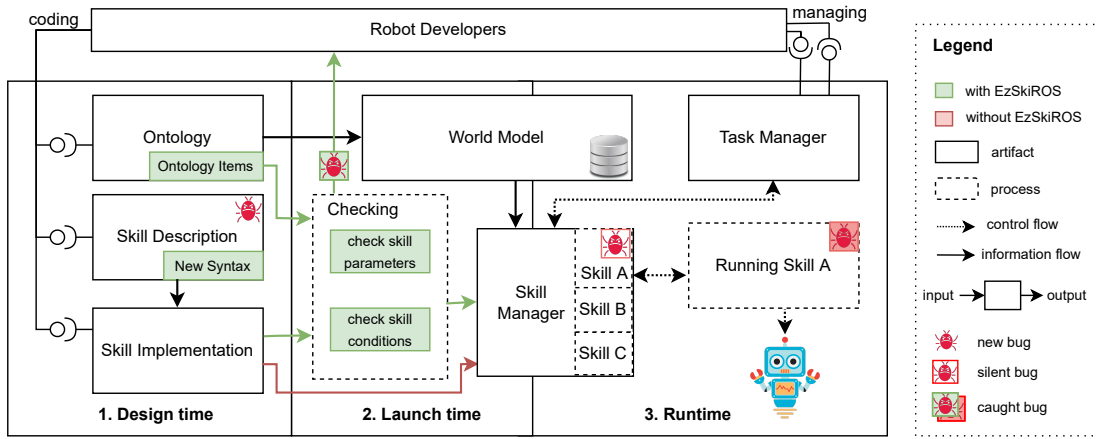 coding
Robot Developers
managing
Ontology
Ontology Items
World Model
Task Manager
Checking
check skill
parameters
Skill Description
New Syntax
Skill
Manager
Skill A
Skill B
Skill C
Running Skill A
Skill Implementation
check skill
conditions
1. Design time
2. Launch time
3. Runtime
Legend
with EzSkiROS
without EzSkiROS
artifact
process
control flow
information flow
input
output
new bug
silent bug
caught bug